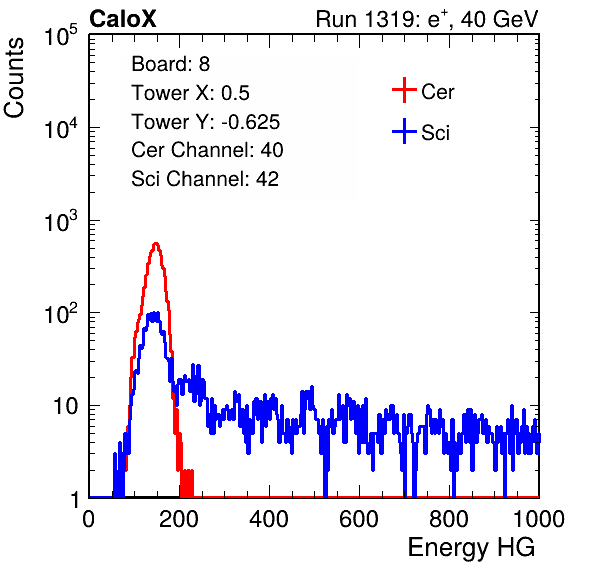 CaloX Run 1319: e⁺, 40 GeV
Counts
Board: 8
Tower X: 0.5
Tower Y: -0.625
Cer Channel: 40
Sci Channel: 42
Cer
Sci
10⁵
10⁴
10³
10²
10
1
0 200 400 600 800 1000
Energy HG